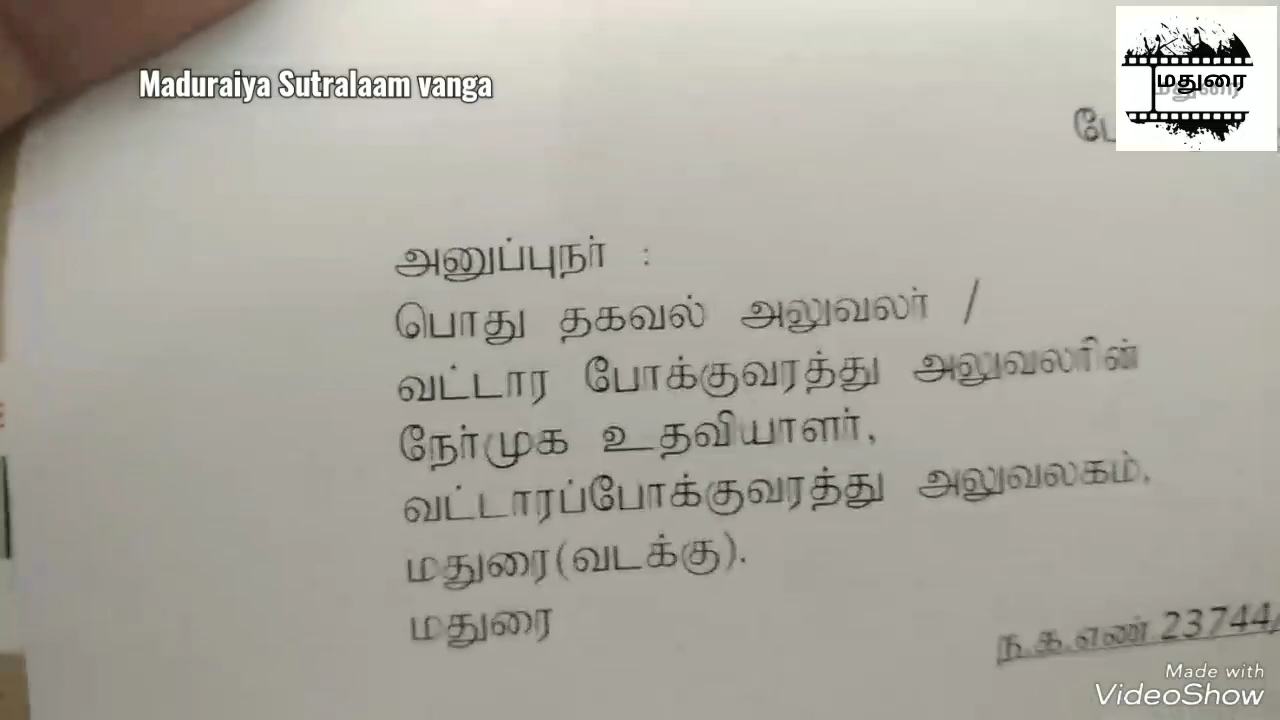 Maduraiya Sutralaam vanga
மதுரை
அனுப்புநர் :
பொது தகவல் அலுவலர் /
வட்டார போக்குவரத்து அலுவலரின்
நேர்முக உதவியாளர்,
வட்டாரப்போக்குவரத்து அலுவலகம்,
மதுரை(வடக்கு).
மதுரை
ந.க.எண் 23744/
Made with
VideoShow